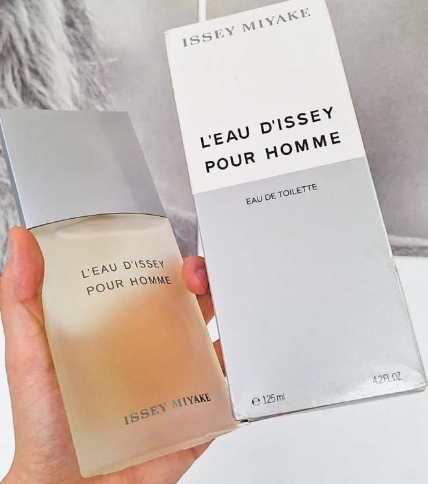 ISSEY MIYAKE
L'EAU D'ISSEY
POUR HOMME
EAU DE TOILETTE
℮ 125 ml
4.2 FL OZ
L'EAU D'ISSEY
POUR HOMME
ISSEY MIYAKE